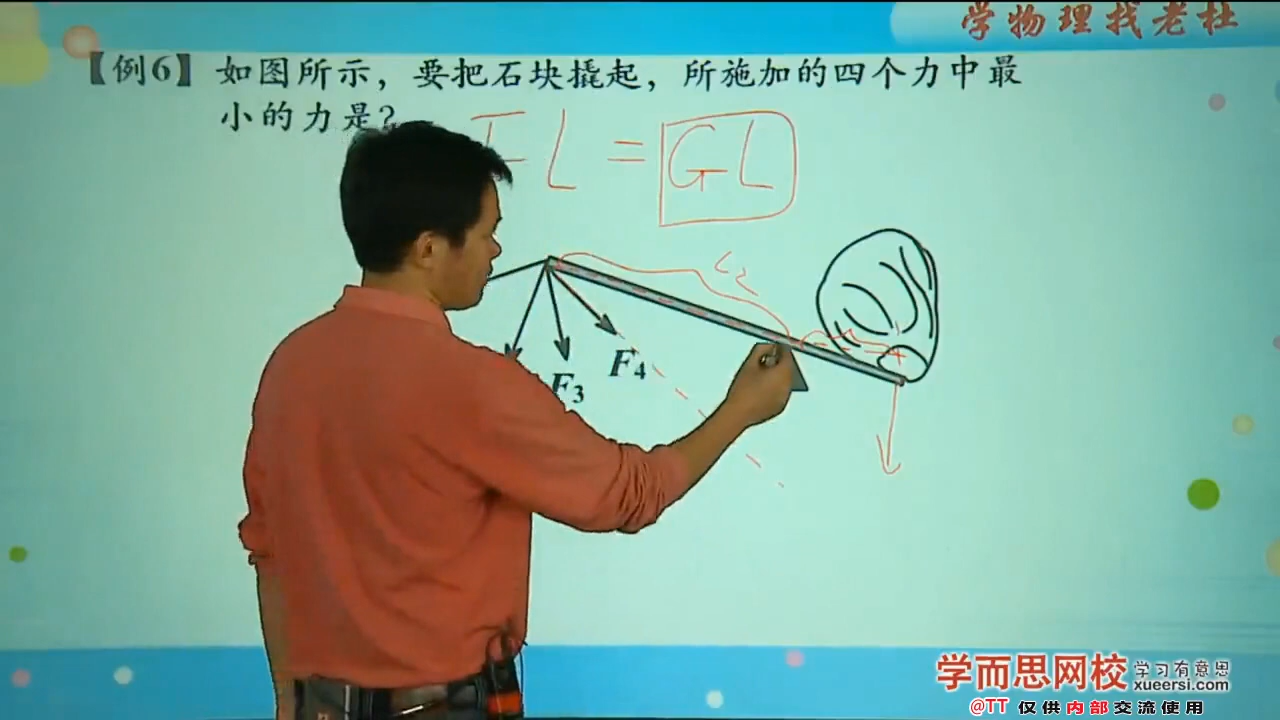 学物理找老杜
【例6】如图所示，要把石块撬起，所施加的四个力中最
小的力是?
L = GL
L2
F4
F3
学而思网校 学习有意思
xueersi.com
@TT 仅供内部交流使用